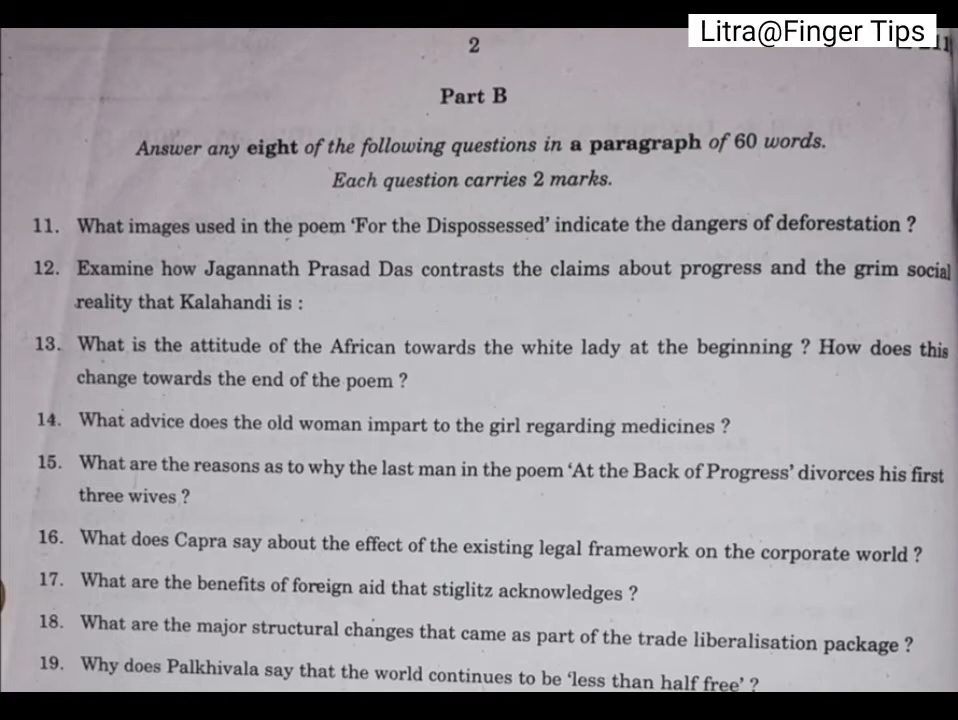 Litra@Finger Tips
2
Part B
Answer any eight of the following questions in a paragraph of 60 words.
Each question carries 2 marks.
11. What images used in the poem ‘For the Dispossessed’ indicate the dangers of deforestation ?
12. Examine how Jagannath Prasad Das contrasts the claims about progress and the grim social
reality that Kalahandi is :
13. What is the attitude of the African towards the white lady at the beginning ? How does this
change towards the end of the poem ?
14. What advice does the old woman impart to the girl regarding medicines ?
15. What are the reasons as to why the last man in the poem ‘At the Back of Progress’ divorces his first
three wives ?
16. What does Capra say about the effect of the existing legal framework on the corporate world ?
17. What are the benefits of foreign aid that stiglitz acknowledges ?
18. What are the major structural changes that came as part of the trade liberalisation package ?
19. Why does Palkhivala say that the world continues to be ‘less than half free’ ?